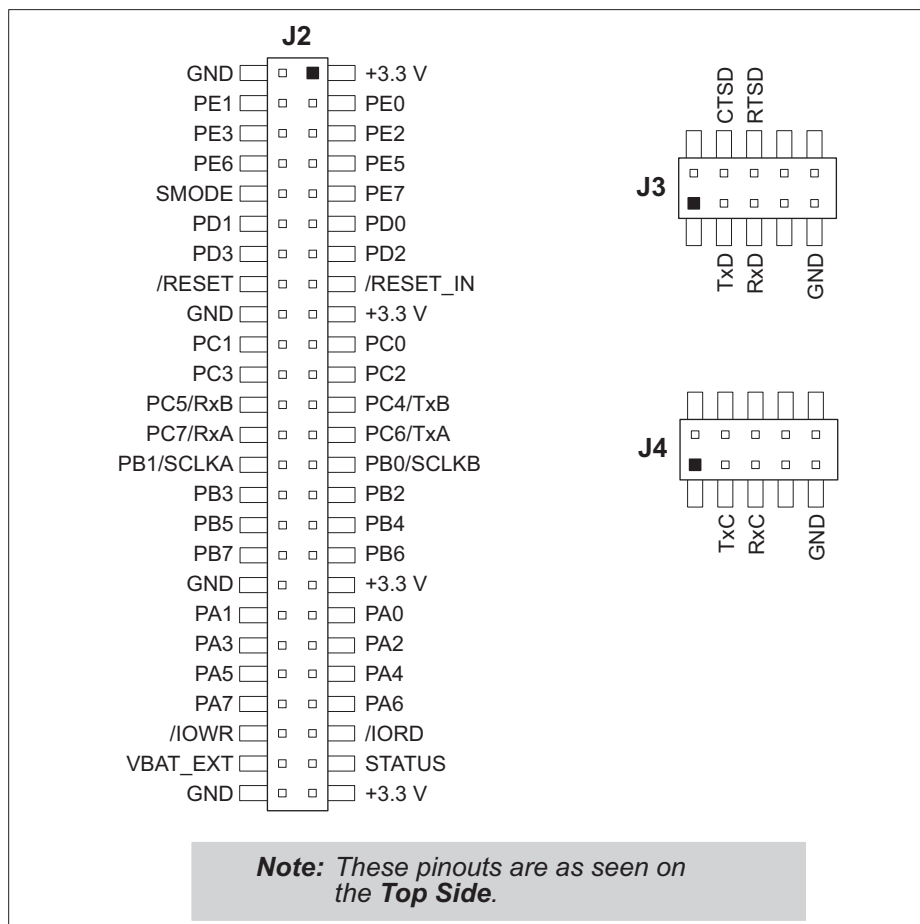 J2
GND +3.3 V
PE1 PE0
PE3 PE2
PE6 PE5
SMODE PE7
PD1 PD0
PD3 PD2
/RESET /RESET_IN
GND +3.3 V
PC1 PC0
PC3 PC2
PC5/RxB PC4/TxB
PC7/RxA PC6/TxA
PB1/SCLKA PB0/SCLKB
PB3 PB2
PB5 PB4
PB7 PB6
GND +3.3 V
PA1 PA0
PA3 PA2
PA5 PA4
PA7 PA6
/IOWR /IORD
VBAT_EXT STATUS
GND +3.3 V
CTSD RTSD
J3
TxD RxD GND
J4
TxC RxC GND
Note: These pinouts are as seen on
the Top Side.